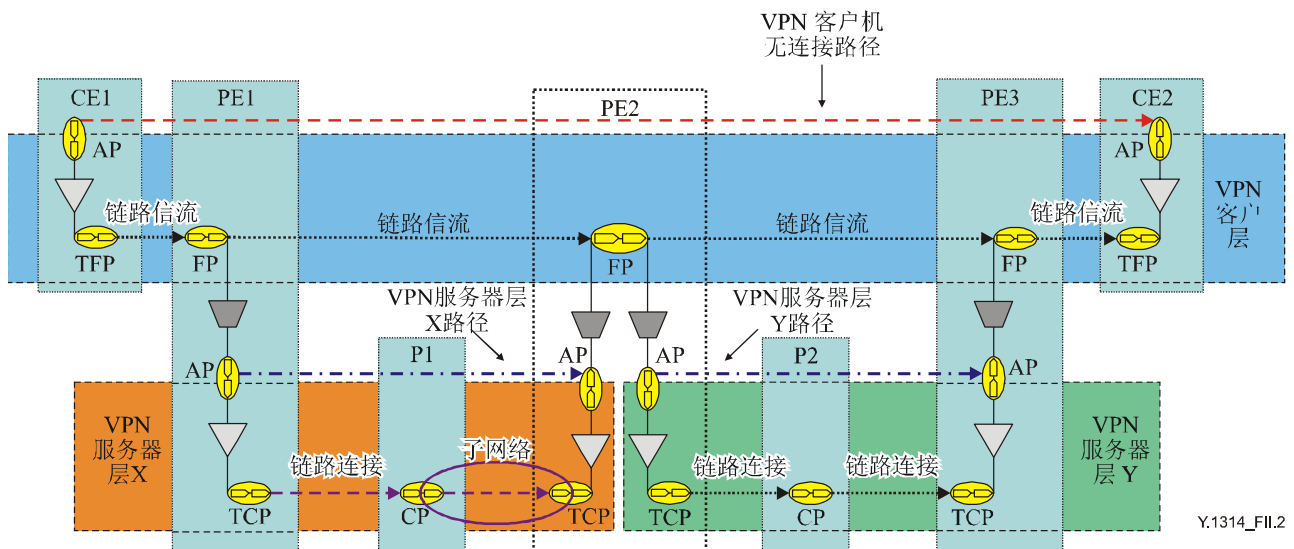 VPN 客户机
无连接路径
CE1
PE1
PE2
PE3
CE2
AP
AP
VPN
客户
层
链路信流
链路信流
链路信流
链路信流
TFP
FP
FP
FP
TFP
VPN服务器层
X路径
VPN服务器层
Y路径
P1
P2
AP
AP
AP
AP
VPN
服务器
层X
子网络
VPN
服务器
层 Y
链路连接
链路连接
链路连接
TCP
CP
TCP
TCP
CP
TCP
Y.1314_FII.2